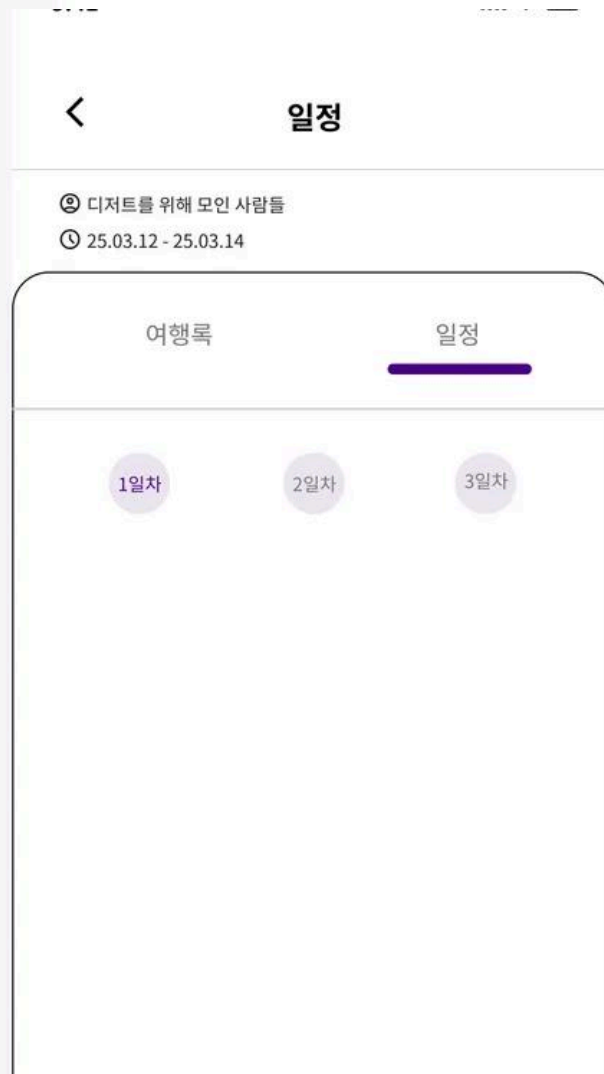 일정
디저트를 위해 모인 사람들
25.03.12 - 25.03.14
여행록 일정
1일차 2일차 3일차